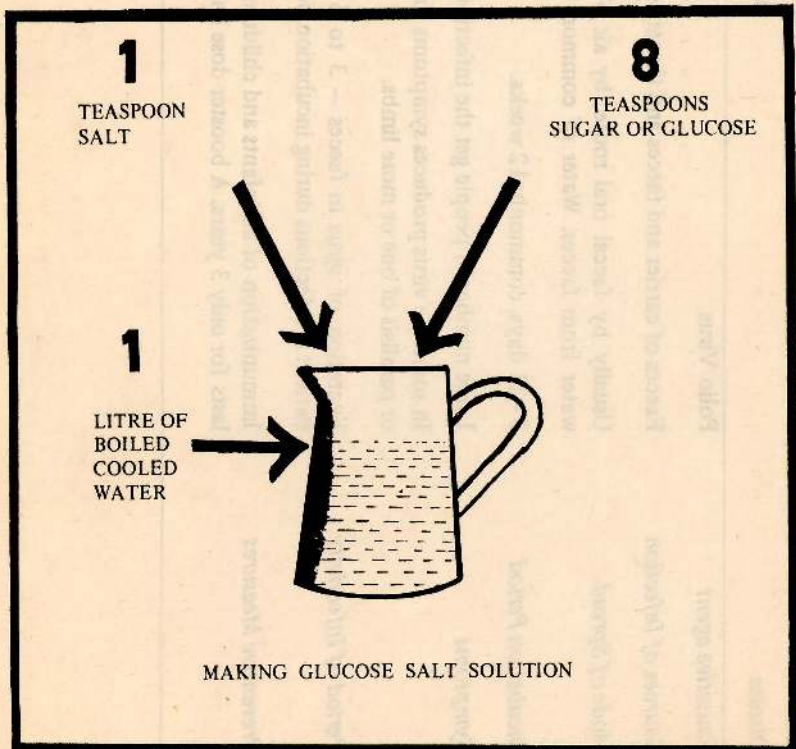 1
TEASPOON
SALT
8
TEASPOONS
SUGAR OR GLUCOSE
1
LITRE OF
BOILED
COOLED
WATER
MAKING GLUCOSE SALT SOLUTION